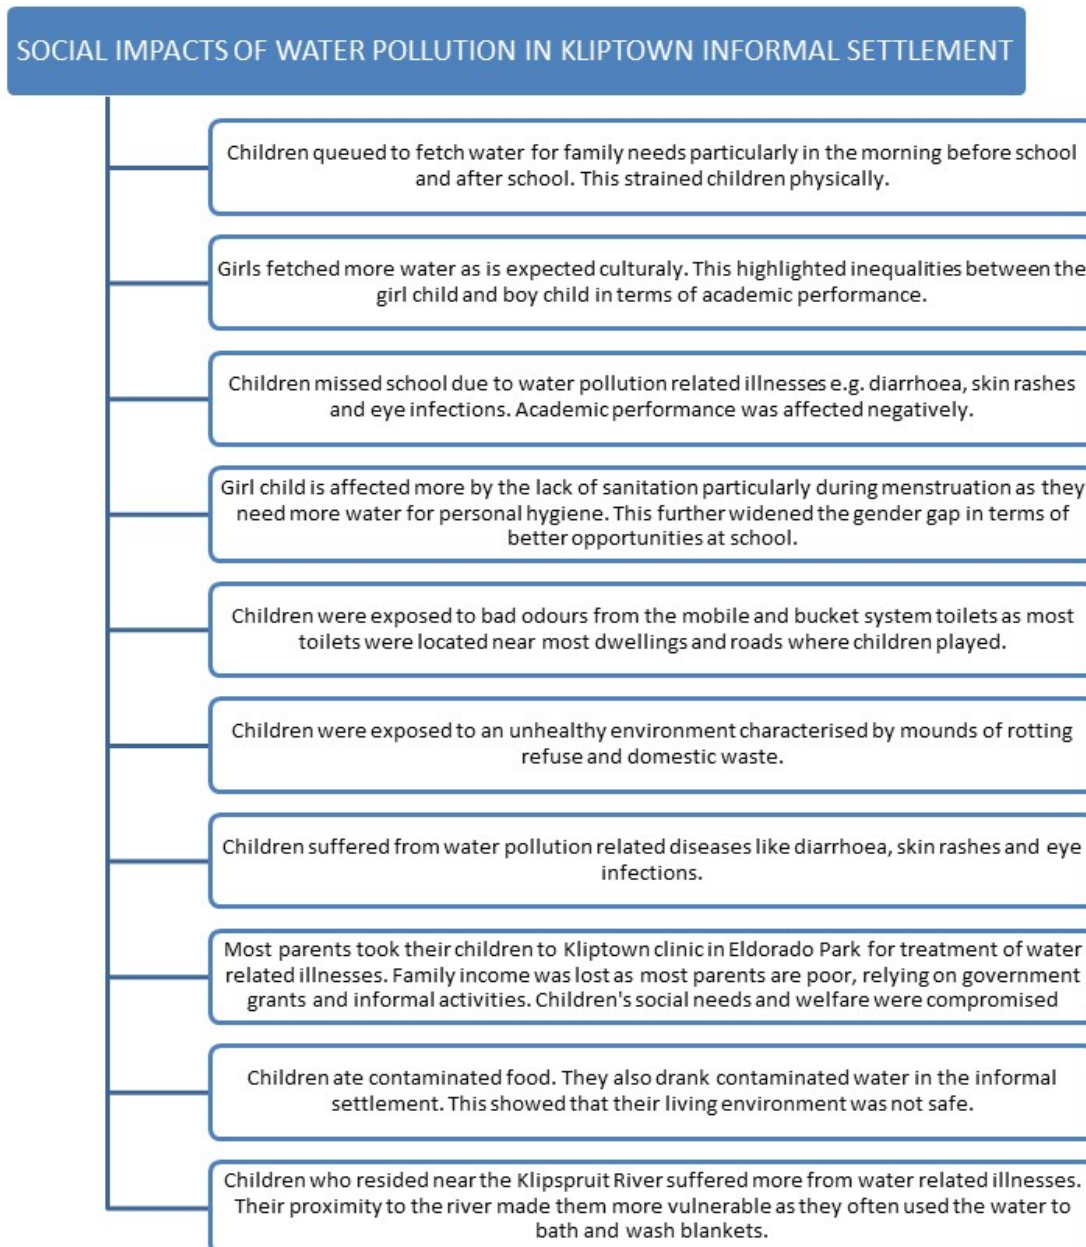 SOCIAL IMPACTS OF WATER POLLUTION IN KLIPTOWN INFORMAL SETTLEMENT
Children queued to fetch water for family needs particularly in the morning before school
and after school. This strained children physically.
Girls fetched more water as is expected culturaly. This highlighted inequalities between the
girl child and boy child in terms of academic performance.
Children missed school due to water pollution related illnesses e.g. diarrhoea, skin rashes
and eye infections. Academic performance was affected negatively.
Girl child is affected more by the lack of sanitation particularly during menstruation as they
need more water for personal hygiene. This further widened the gender gap in terms of
better opportunities at school.
Children were exposed to bad odours from the mobile and bucket system toilets as most
toilets were located near most dwellings and roads where children played.
Children were exposed to an unhealthy environment characterised by mounds of rotting
refuse and domestic waste.
Children suffered from water pollution related diseases like diarrhoea, skin rashes and eye
infections.
Most parents took their children to Kliptown clinic in Eldorado Park for treatment of water
related illnesses. Family income was lost as most parents are poor, relying on government
grants and informal activities. Children's social needs and welfare were compromised
Children ate contaminated food. They also drank contaminated water in the informal
settlement. This showed that their living environment was not safe.
Children who resided near the Klipspruit River suffered more from water related illnesses.
Their proximity to the river made them more vulnerable as they often used the water to
bath and wash blankets.